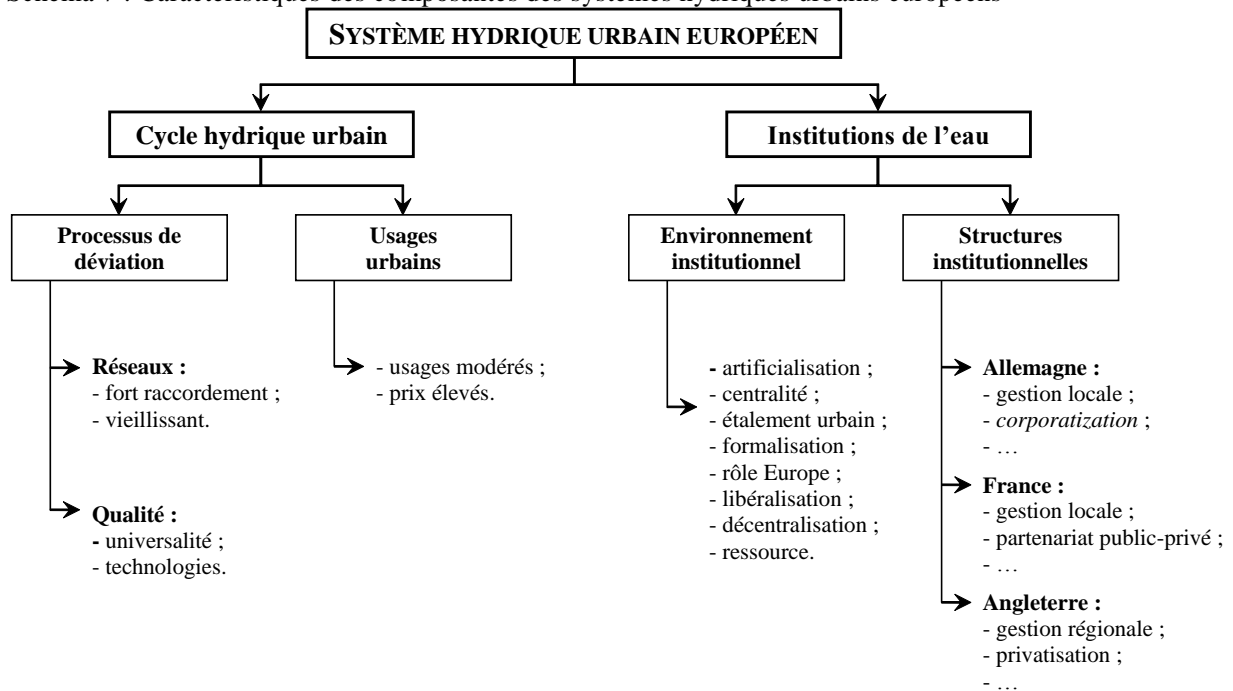 Schéma 7 : Caractéristiques des composantes des systèmes hydriques urbains européens
SYSTÈME HYDRIQUE URBAIN EUROPÉEN
Cycle hydrique urbain
Institutions de l’eau
Processus de
déviation
Usages
urbains
Environnement
institutionnel
Structures
institutionnelles
Réseaux :
- fort raccordement ;
- vieillissant.
Qualité :
- universalité ;
- technologies.
- usages modérés ;
- prix élevés.
- artificialisation ;
- centralité ;
- étalement urbain ;
- formalisation ;
- rôle Europe ;
- libéralisation ;
- décentralisation ;
- ressource.
Allemagne :
- gestion locale ;
- corporatization ;
- …
France :
- gestion locale ;
- partenariat public-privé ;
- …
Angleterre :
- gestion régionale ;
- privatisation ;
- …